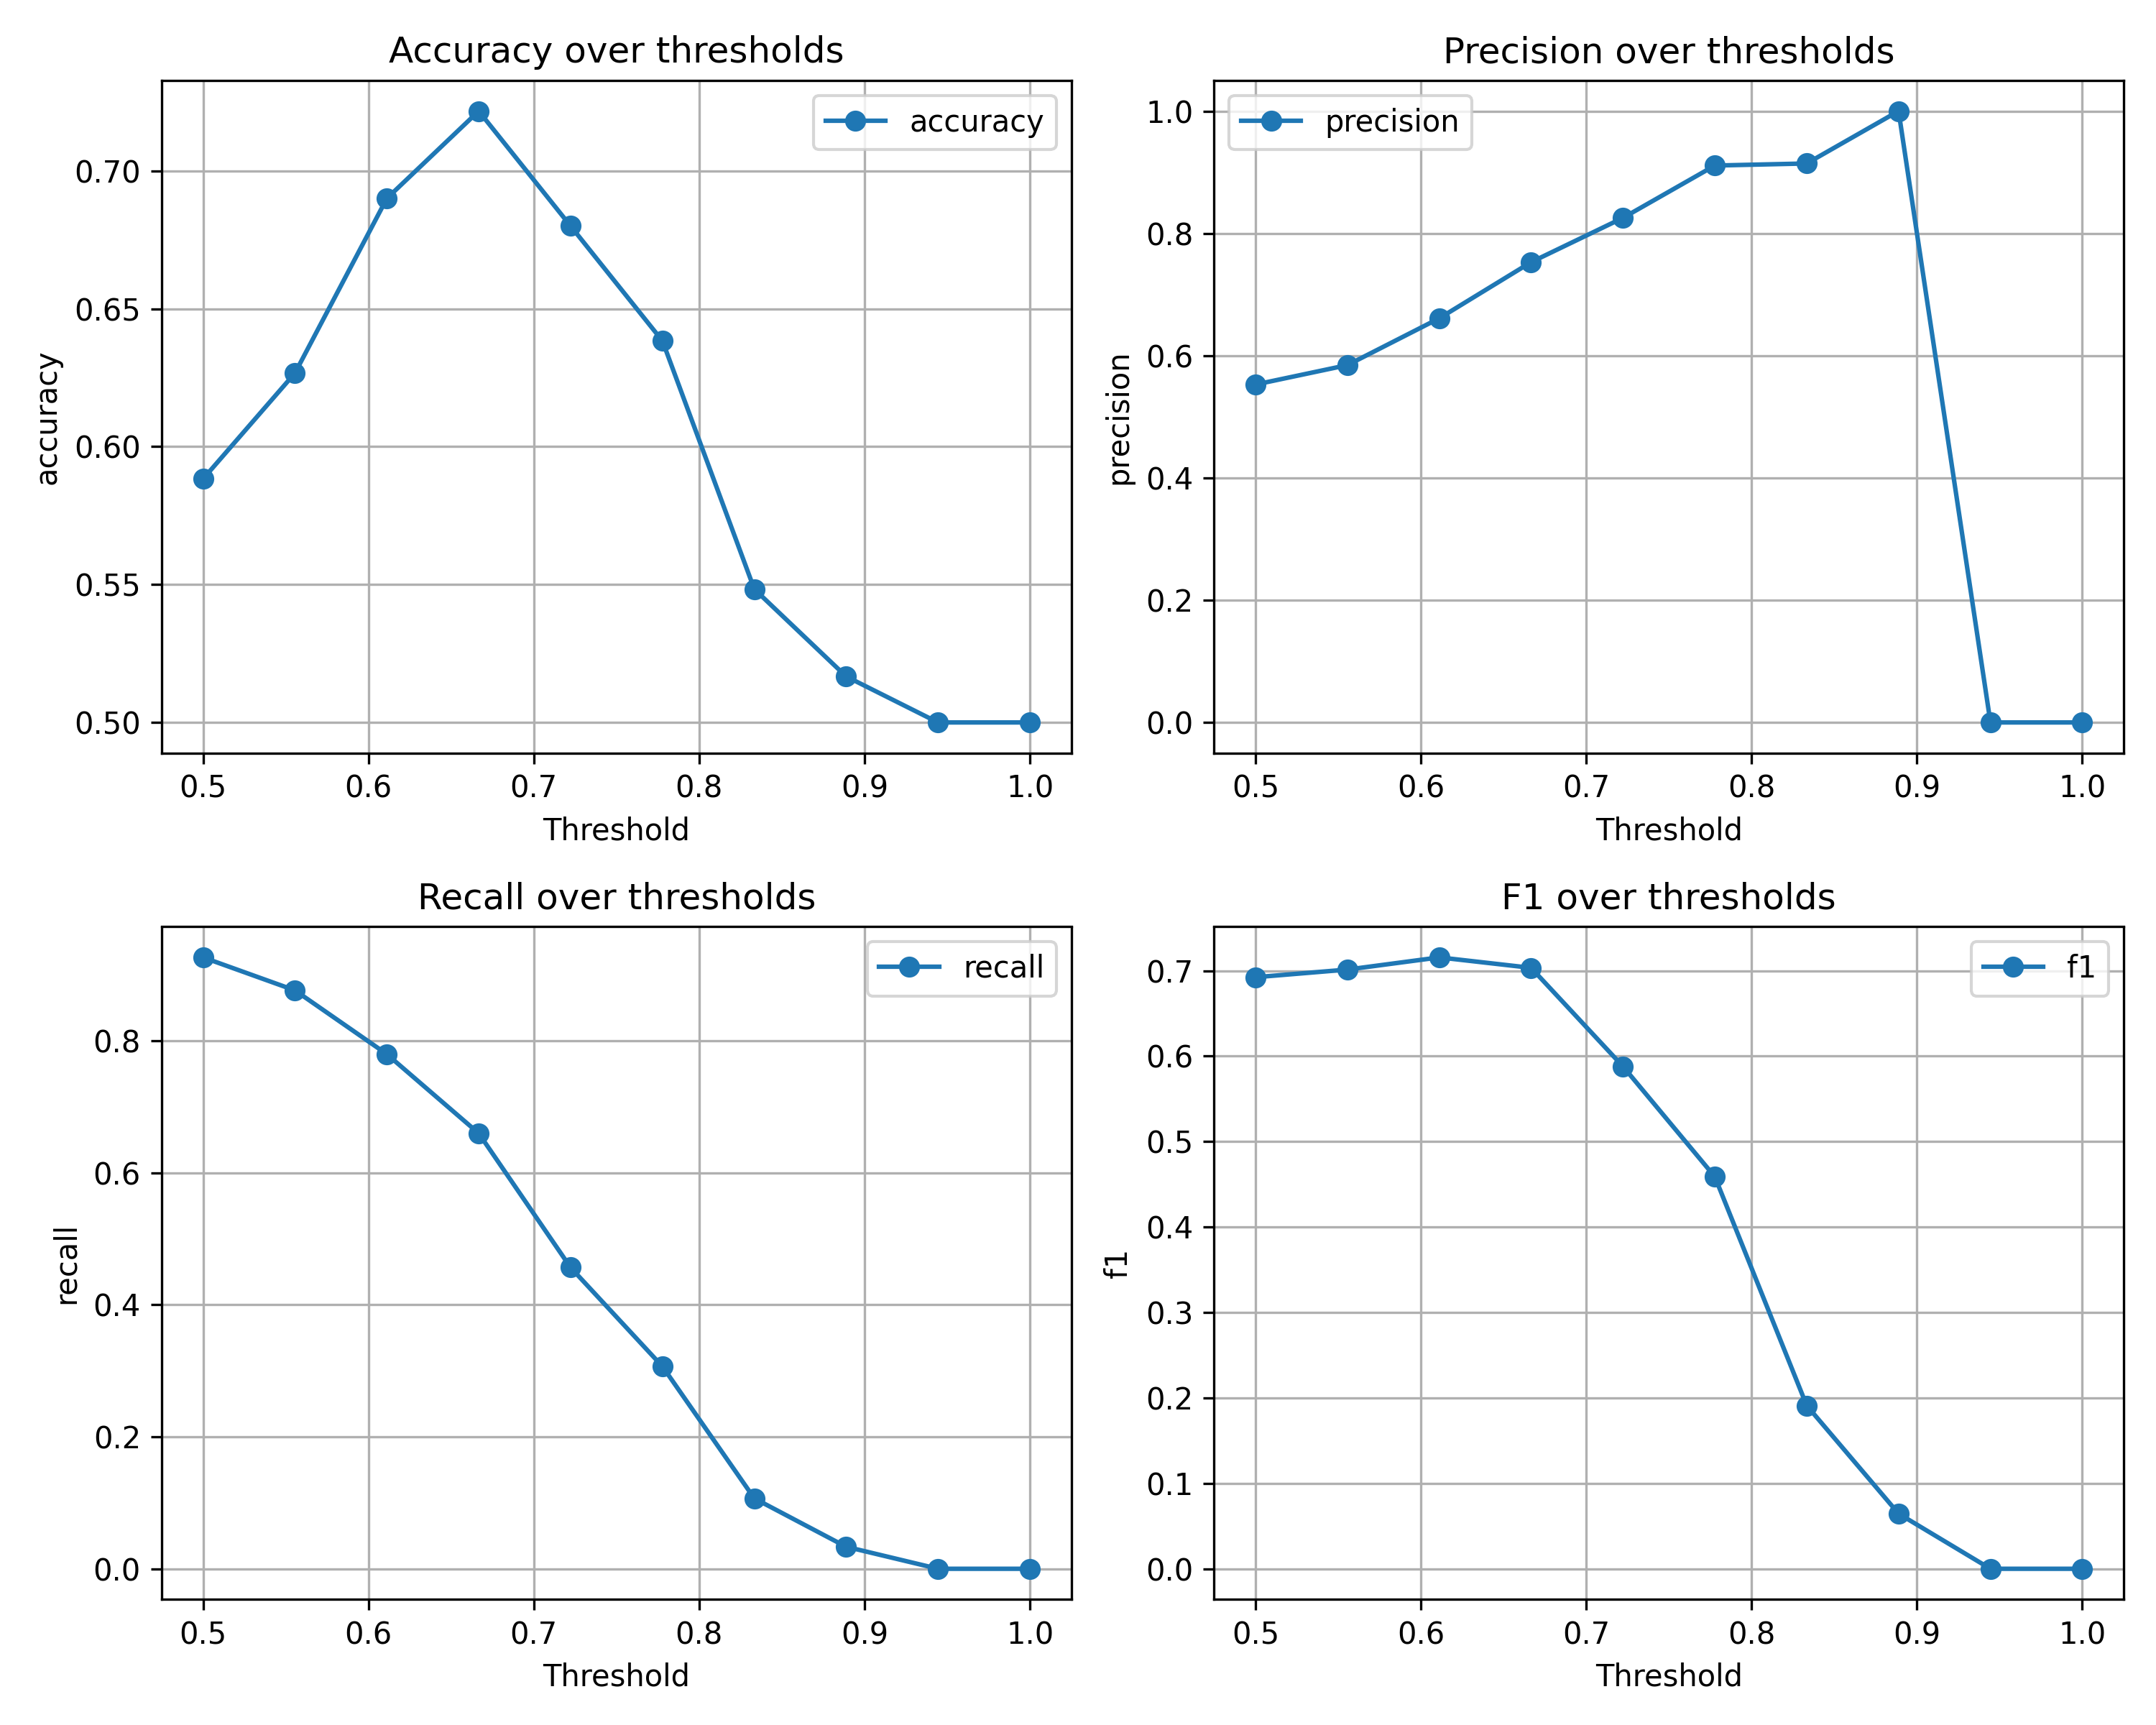 Accuracy over thresholds
accuracy
accuracy
0.70
0.65
0.60
0.55
0.50
0.5 0.6 0.7 0.8 0.9 1.0
Threshold
Precision over thresholds
precision
precision
1.0
0.8
0.6
0.4
0.2
0.0
0.5 0.6 0.7 0.8 0.9 1.0
Threshold
Recall over thresholds
recall
recall
0.8
0.6
0.4
0.2
0.0
0.5 0.6 0.7 0.8 0.9 1.0
Threshold
F1 over thresholds
f1
f1
0.7
0.6
0.5
0.4
0.3
0.2
0.1
0.0
0.5 0.6 0.7 0.8 0.9 1.0
Threshold